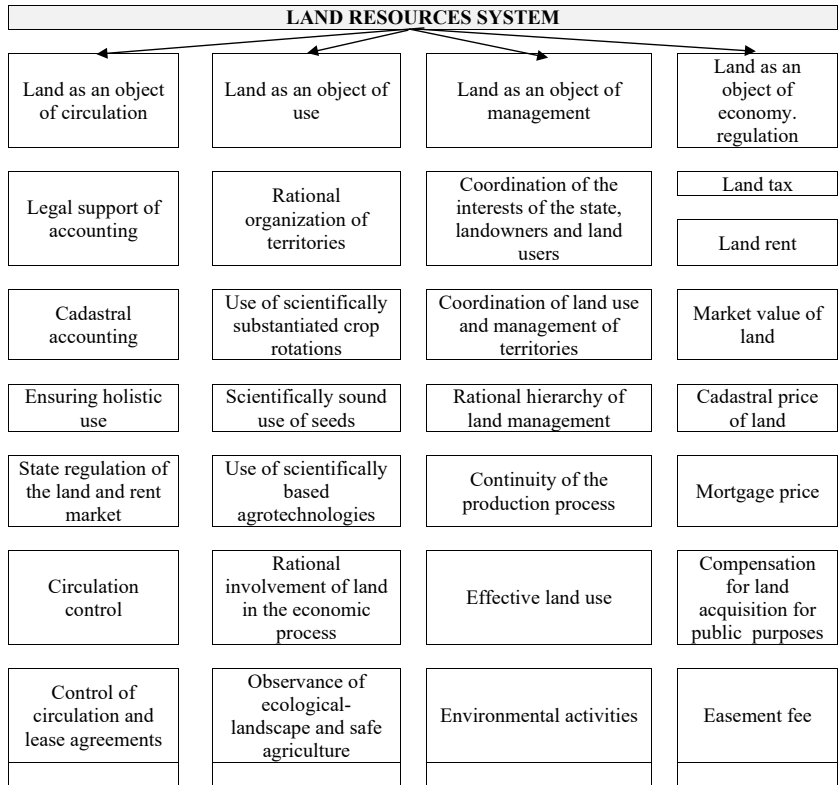 LAND RESOURCES SYSTEM
Land as an object
of circulation
Land as an object of
use
Land as an object of
management
Land as an
object of
economy.
regulation
Legal support of
accounting
Rational
organization of
territories
Coordination of the
interests of the state,
landowners and land
users
Land tax
Land rent
Cadastral
accounting
Use of scientifically
substantiated crop
rotations
Coordination of land use
and management of
territories
Market value of
land
Ensuring holistic
use
Scientifically sound
use of seeds
Rational hierarchy of
land management
Cadastral price
of land
State regulation of
the land and rent
market
Use of scientifically
based
agrotechnologies
Continuity of the
production process
Mortgage price
Circulation
control
Rational
involvement of land
in the economic
process
Effective land use
Compensation
for land
acquisition for
public purposes
Control of
circulation and
lease agreements
Observance of
ecological-
landscape and safe
agriculture
Environmental activities
Easement fee